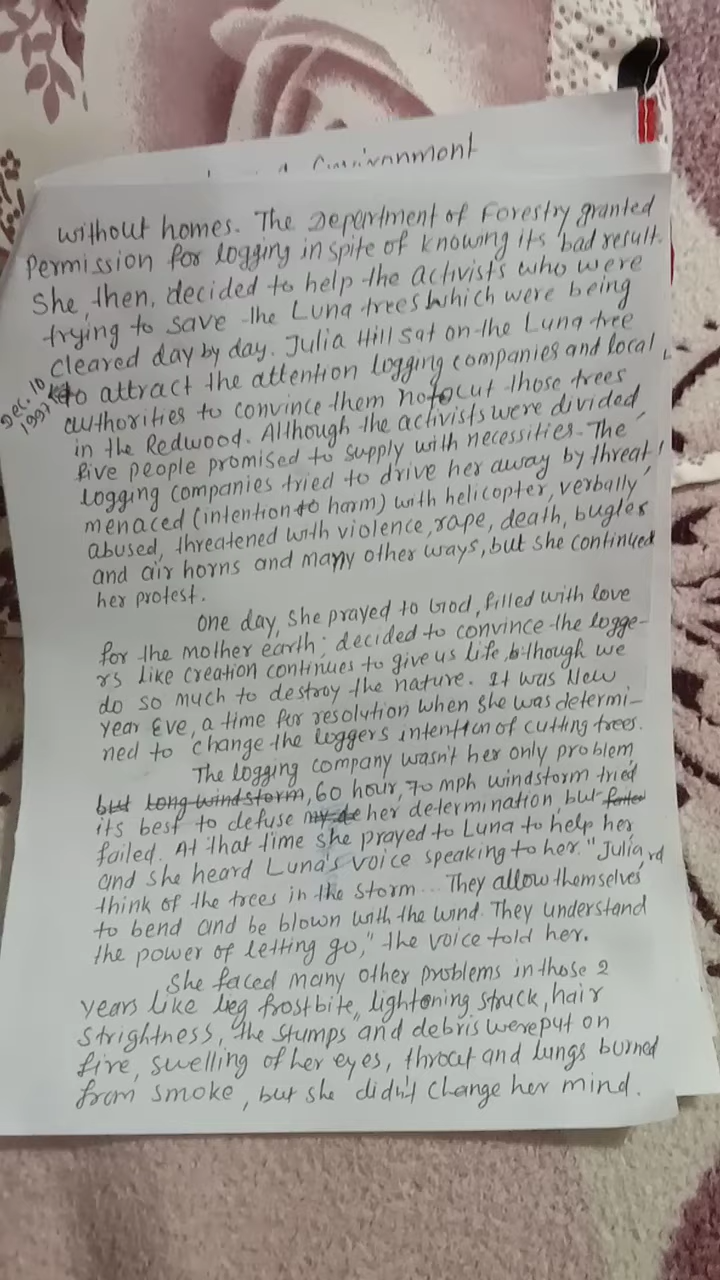 Environment
without homes. The Department of Forestry granted
Permission for logging inspite of knowing its bad result.
She, then, decided to help the activists who were
trying to save the Luna trees which were being
cleared day by day. Julia Hill sat on the Luna tree
Dec. 10 1997 to attract the attention logging companies and local
authorities to convince them not to cut those trees
in the Redwood. Although the activists were divided,
five people promised to supply with necessities. The
logging companies tried to drive her away by threat,
menaced (intention to harm) with helicopter, verbally
abused, threatened with violence, rape, death, bugles
and air horns and many other ways, but she continued
her protest.
One day, she prayed to God, filled with love
for the mother earth; decided to convince the logge-
rs like creation continues to give us life, though we
do so much to destroy the nature. It was New
year Eve, a time for resolution when she was determi-
ned to change the loggers intention of cutting trees.
The logging company wasn't her only problem
but long windstorm, 60 hour, 70 mph windstorm tried
its best to defuse her determination, but failed
failed. At that time she prayed to Luna to help her
and she heard Luna's voice speaking to her. "Julia
think of the trees in the storm... They allow themselves
to bend and be blown with the wind. They understand
the power of letting go," the voice told her.
She faced many other problems in those 2
years like leg frostbite, lightening struck, hair
strightness, the stumps and debris were put on
fire, swelling of her eyes, throat and lungs burned
from smoke, but she didn't change her mind.